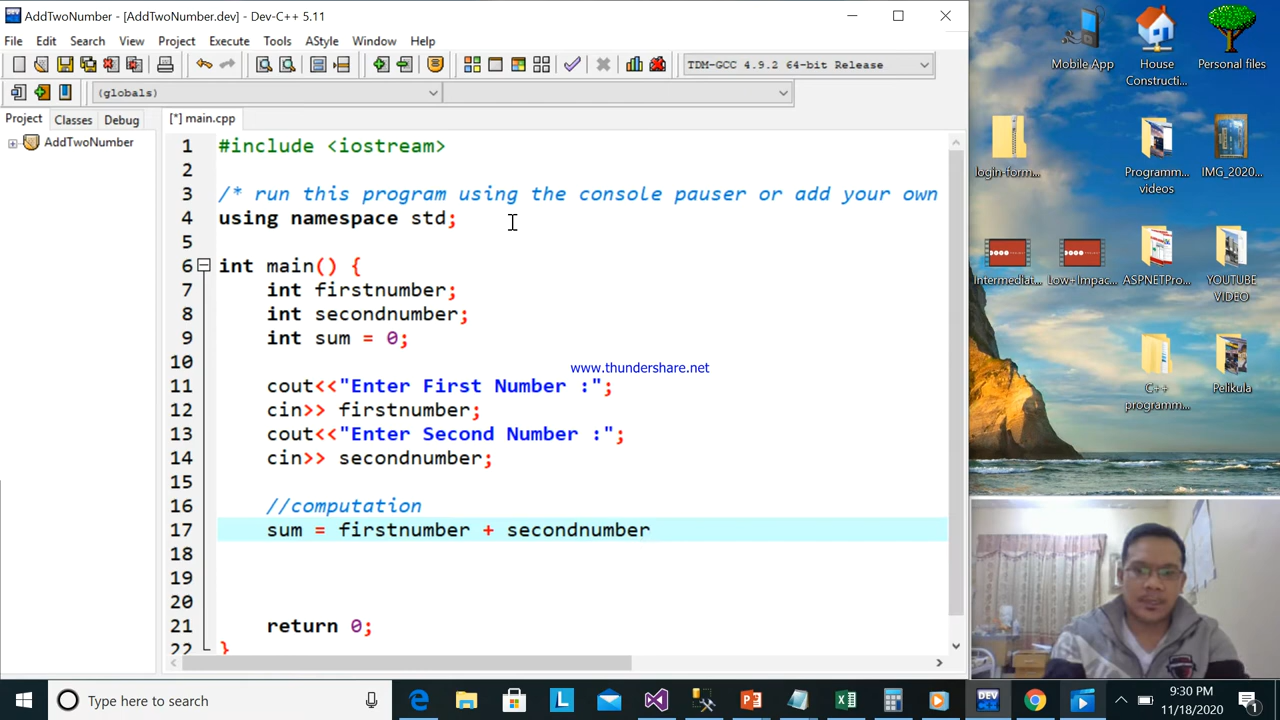 AddTwoNumber - [AddTwoNumber.dev] - Dev-C++ 5.11
File Edit Search View Project Execute Tools AStyle Window Help
TDM-GCC 4.9.2 64-bit Release
(globals)
Project Classes Debug
[*] main.cpp
AddTwoNumber
1 #include <iostream>
2
3 /* run this program using the console pauser or add your own
4 using namespace std;
5
6 int main() {
7 int firstnumber;
8 int secondnumber;
9 int sum = 0;
10
www.thundershare.net
11 cout<<"Enter First Number :";
12 cin>> firstnumber;
13 cout<<"Enter Second Number :";
14 cin>> secondnumber;
15
16 //computation
17 sum = firstnumber + secondnumber
18
19
20
21 return 0;
22 }
Mobile App
House Constructi...
Personal files
login-form...
Programm... videos
IMG_2020...
Intermediat...
Low+Impac...
ASPNETPro...
YOUTUBE VIDEO
C++ programm...
Pelikula
Type here to search
DEV
9:30 PM
11/18/2020
1